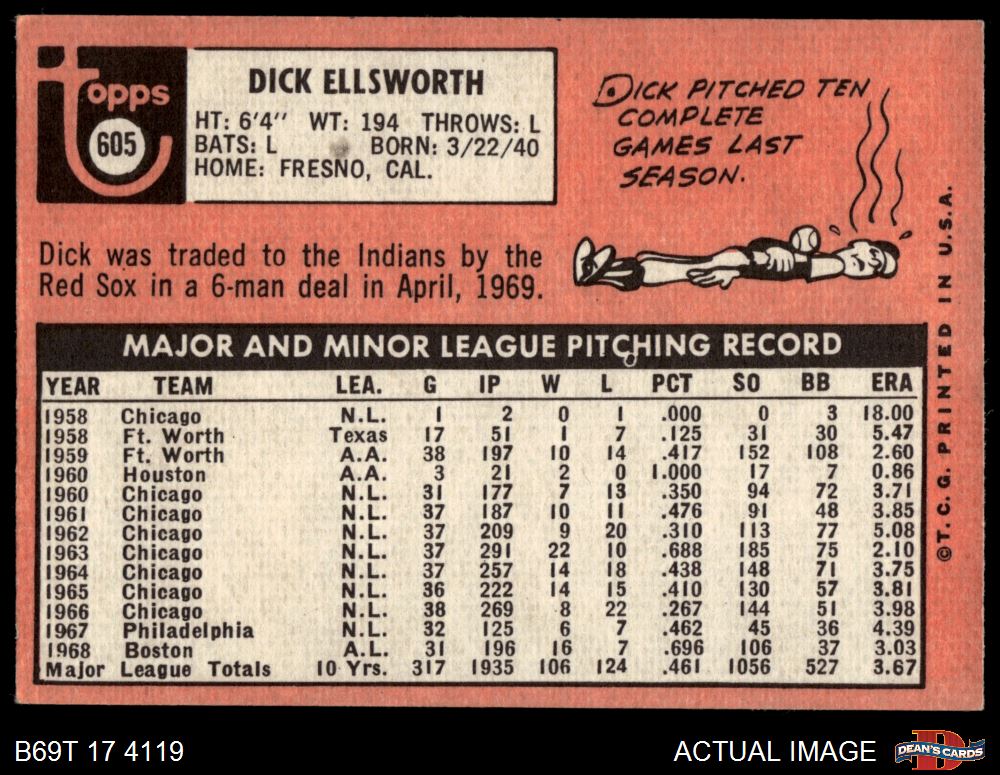 Topps
605
DICK ELLSWORTH
HT: 6'4" WT: 194 THROWS: L
BATS: L BORN: 3/22/40
HOME: FRESNO, CAL.
DICK PITCHED TEN
COMPLETE
GAMES LAST
SEASON.
Dick was traded to the Indians by the
Red Sox in a 6-man deal in April, 1969.
MAJOR AND MINOR LEAGUE PITCHING RECORD
YEAR TEAM LEA. G IP W L PCT SO BB ERA
1958 Chicago N.L. 1 2 0 1 .000 0 3 18.00
1958 Ft. Worth Texas 17 51 1 7 .125 31 30 5.47
1959 Ft. Worth A.A. 38 197 10 14 .417 152 108 2.60
1960 Houston A.A. 3 21 2 0 1.000 17 7 0.86
1960 Chicago N.L. 31 177 7 13 .350 94 72 3.71
1961 Chicago N.L. 37 187 10 11 .476 91 48 3.85
1962 Chicago N.L. 37 209 9 20 .310 113 77 5.08
1963 Chicago N.L. 37 291 22 10 .688 185 75 2.10
1964 Chicago N.L. 37 257 14 18 .438 148 71 3.75
1965 Chicago N.L. 36 222 14 15 .410 130 57 3.81
1966 Chicago N.L. 38 269 8 22 .267 144 51 3.98
1967 Philadelphia N.L. 32 125 6 7 .462 45 36 4.39
1968 Boston A.L. 31 196 16 7 .696 106 37 3.03
Major League Totals 10 Yrs. 317 1935 106 124 .461 1056 527 3.67
©T. C. G. PRINTED IN U.S.A.
B69T 17 4119
ACTUAL IMAGE
D
DEAN'S CARDS